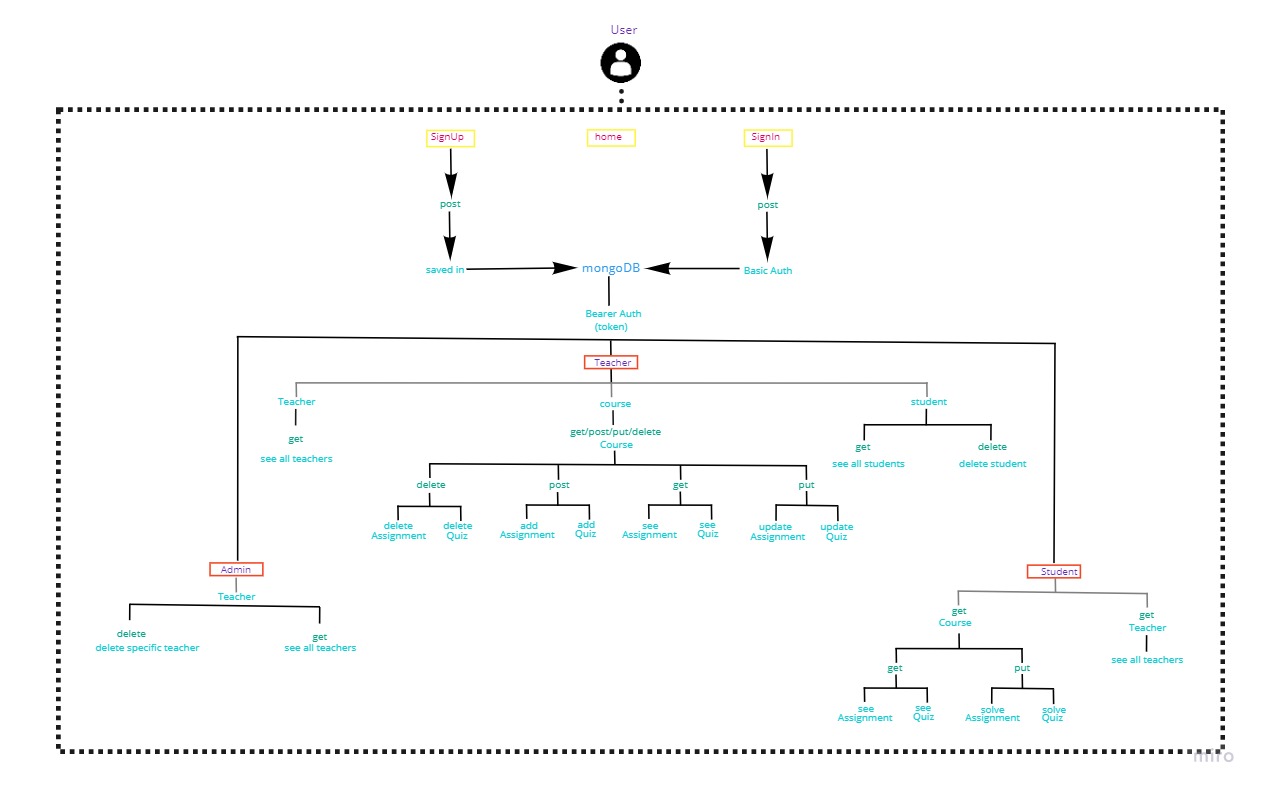 User
SignUp
home
SignIn
post
post
saved in
mongoDB
Basic Auth
Bearer Auth
(token)
Teacher
Teacher
course
student
get
get/post/put/delete
Course
get
delete
see all teachers
see all students
delete student
delete
post
get
put
delete
Assignment
delete
Quiz
add
Assignment
add
Quiz
see
Assignment
see
Quiz
update
Assignment
update
Quiz
Admin
Student
Teacher
delete
delete specific teacher
get
see all teachers
get
Course
get
Teacher
see all teachers
get
put
see
Assignment
see
Quiz
solve
Assignment
solve
Quiz
miro